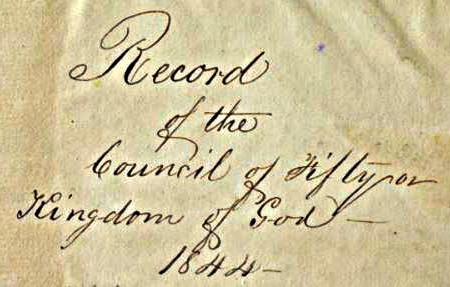 Record
of the
Council of Fifty or
Kingdom of God —
1844 —